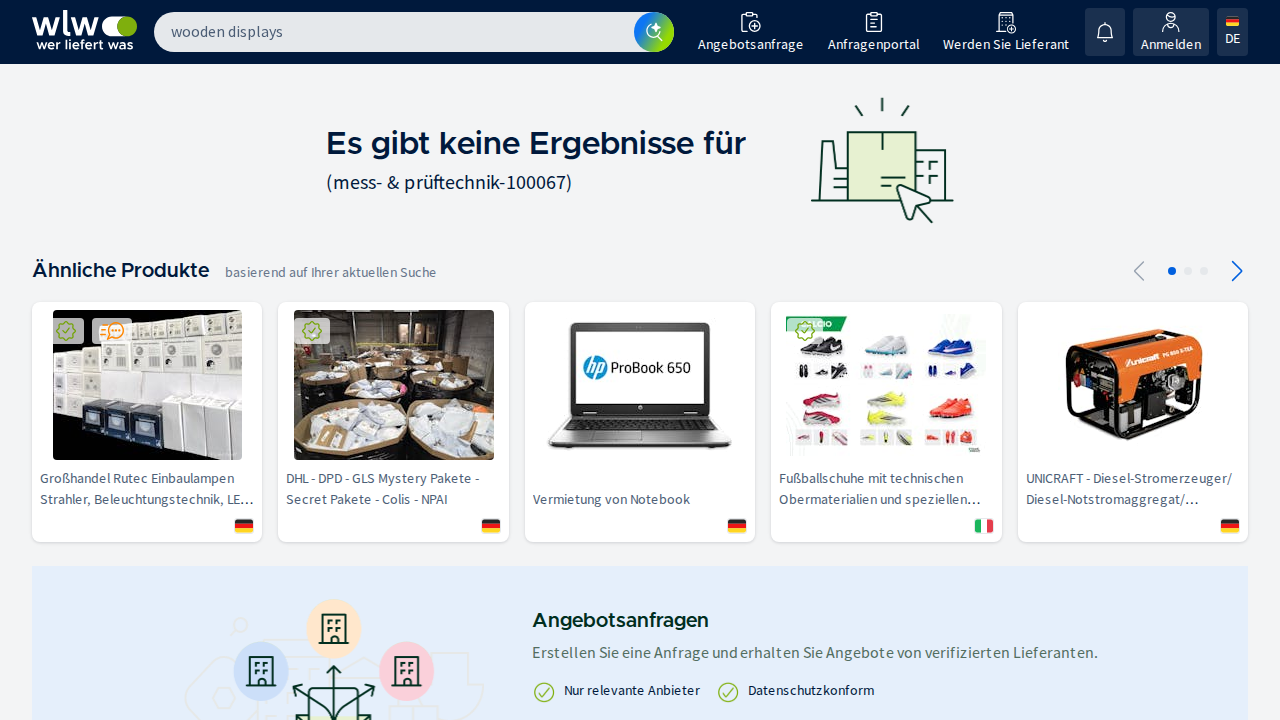 wlw
wer liefert was
wooden displays
Angebotsanfrage
Anfragenportal
Werden Sie Lieferant
Anmelden
DE
Es gibt keine Ergebnisse für
(mess- & prüftechnik-100067)
Ähnliche Produkte
basierend auf Ihrer aktuellen Suche
hp ProBook 650
Großhandel Rutec Einbaulampen
Strahler, Beleuchtungstechnik, LE…
DHL - DPD - GLS Mystery Pakete -
Secret Pakete - Colis - NPAI
Vermietung von Notebook
Fußballschuhe mit technischen
Obermaterialien und speziellen…
UNICRAFT - Diesel-Stromerzeuger/
Diesel-Notstromaggregat/…
Angebotsanfragen
Erstellen Sie eine Anfrage und erhalten Sie Angebote von verifizierten Lieferanten.
Nur relevante Anbieter
Datenschutzkonform